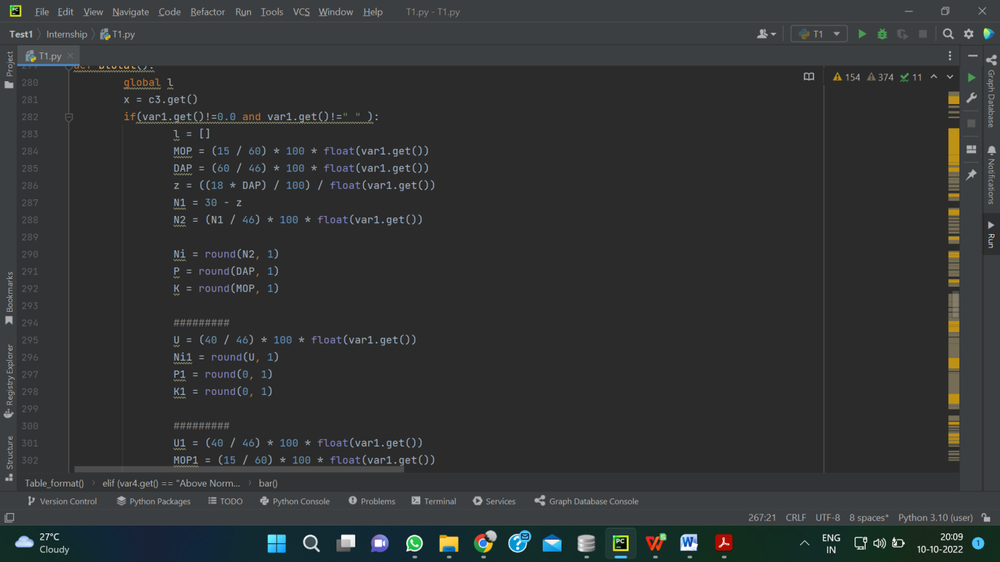 PC File Edit View Navigate Code Refactor Run Tools VCS Window Help T1.py - T1.py
Test1 Internship T1.py T1
T1.py
280 global l
281 x = c3.get()
282 if(var1.get()!=0.0 and var1.get()!=" " ):
283 l = []
284 MOP = (15 / 60) * 100 * float(var1.get())
285 DAP = (60 / 46) * 100 * float(var1.get())
286 z = ((18 * DAP) / 100) / float(var1.get())
287 N1 = 30 - z
288 N2 = (N1 / 46) * 100 * float(var1.get())
289
290 Ni = round(N2, 1)
291 P = round(DAP, 1)
292 K = round(MOP, 1)
293
294 #########
295 U = (40 / 46) * 100 * float(var1.get())
296 Ni1 = round(U, 1)
297 P1 = round(0, 1)
298 K1 = round(0, 1)
299
300 #########
301 U1 = (40 / 46) * 100 * float(var1.get())
302 MOP1 = (15 / 60) * 100 * float(var1.get())
154 374 11
Project
Bookmarks
Registry Explorer
Structure
Graph Database
Notifications
Run
Table_format() elif (var4.get() == "Above Norm... bar()
Version Control Python Packages TODO Python Console Problems Terminal Services Graph Database Console
267:21 CRLF UTF-8 8 spaces* Python 3.10 (user)
27°C
Cloudy
PC
W
ENG
IN
20:09
10-10-2022
1